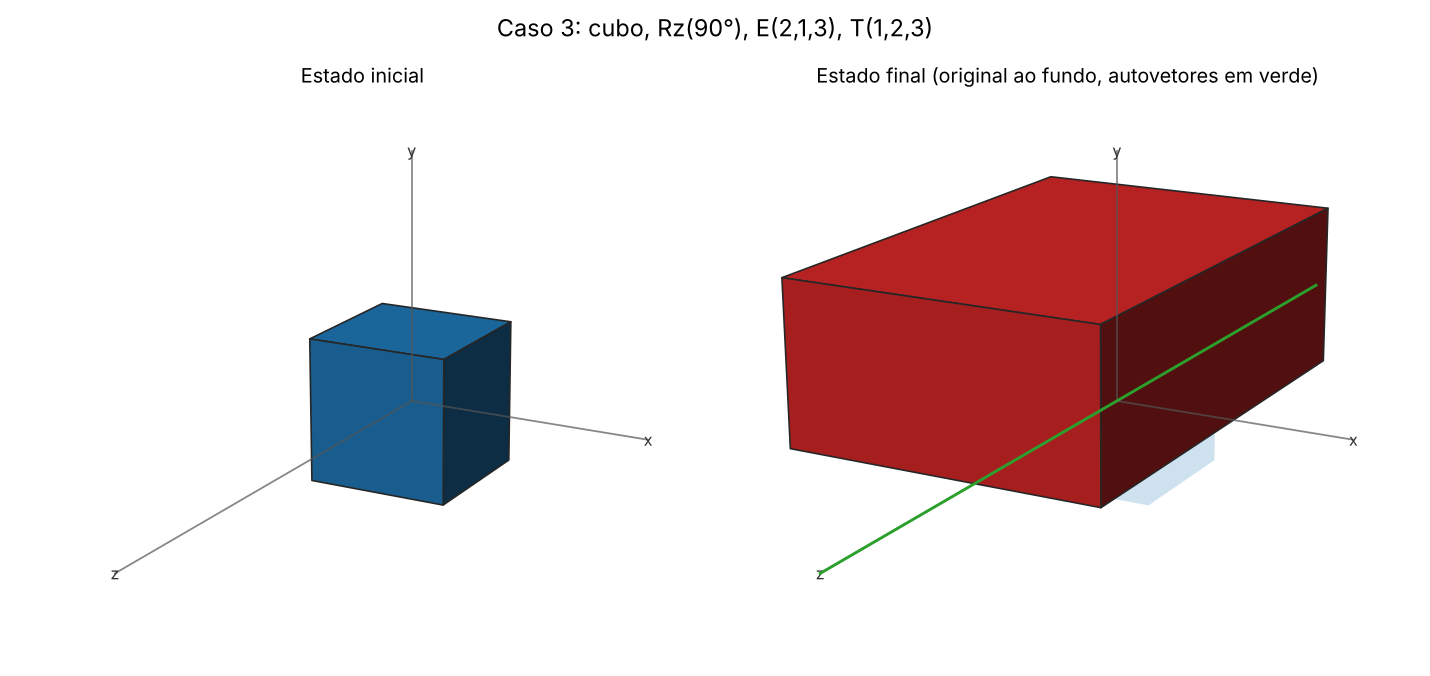 Caso 3: cubo, Rz(90°), E(2,1,3), T(1,2,3)
Estado inicial
Estado final (original ao fundo, autovetores em verde)
y
y
x
x
z
z